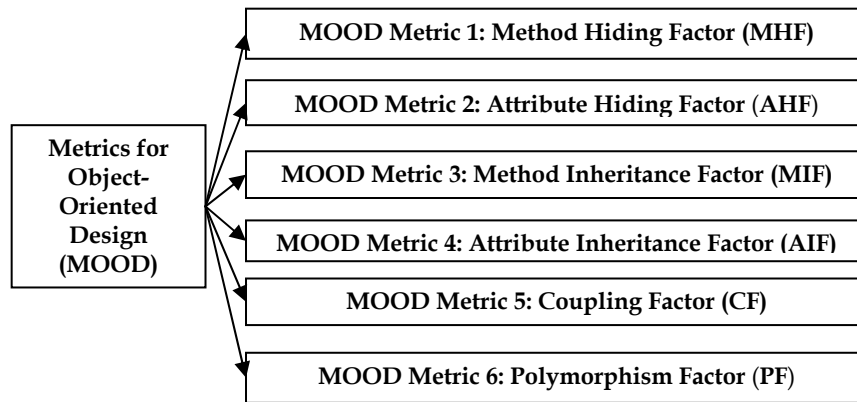 MOOD Metric 1: Method Hiding Factor (MHF)
MOOD Metric 2: Attribute Hiding Factor (AHF)
Metrics for
Object-
Oriented
Design
(MOOD)
MOOD Metric 3: Method Inheritance Factor (MIF)
MOOD Metric 4: Attribute Inheritance Factor (AIF)
MOOD Metric 5: Coupling Factor (CF)
MOOD Metric 6: Polymorphism Factor (PF)